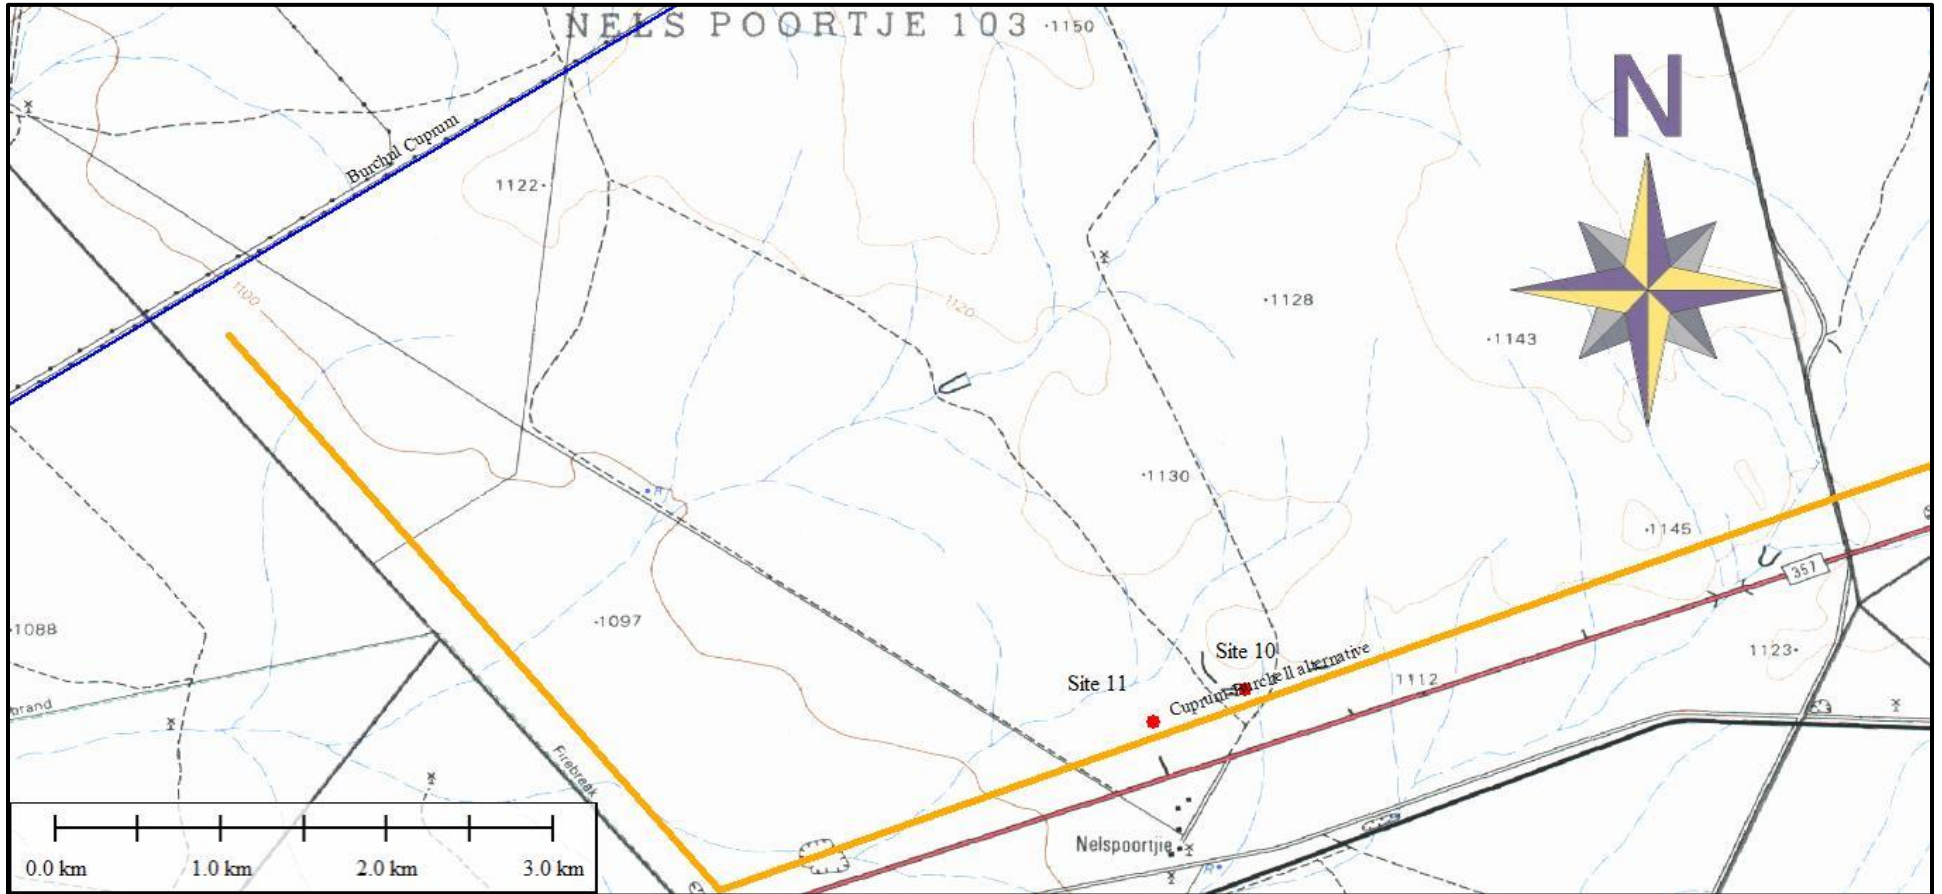 NELS POORTJE 103
·1150
N
Burchll Cuprum
1122·
1100
1120
·1128
·1143
R
·1130
·1145
357
·1097
1088
1123·
Site 10
Cuprum-Burchell alternative
Site 11
1112
brand
Firebreak
Nelspoortjie
R
0.0 km 1.0 km 2.0 km 3.0 km